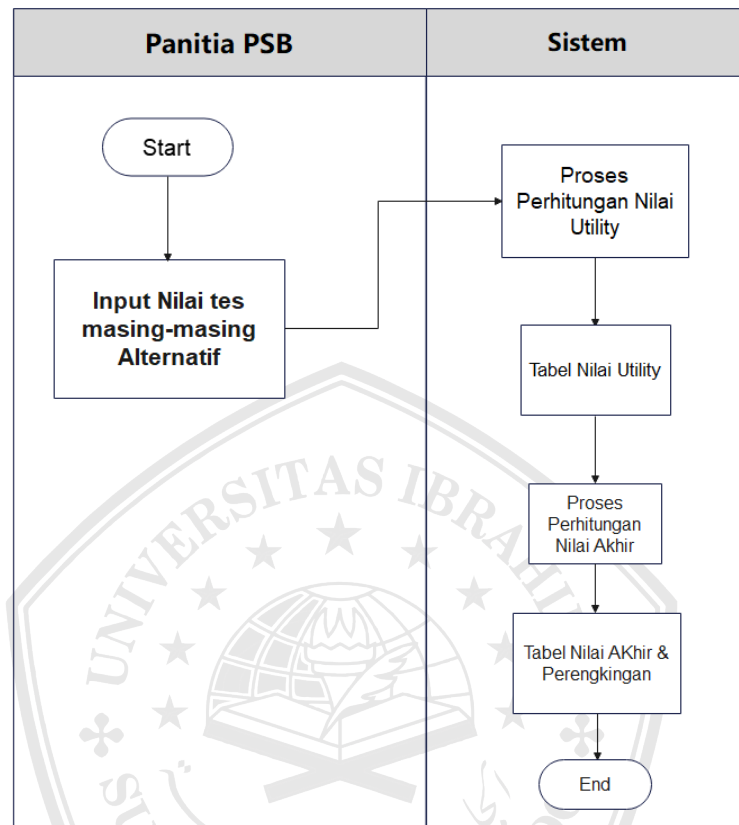 Panitia PSB
Sistem
Start
Input Nilai tes
masing-masing
Alternatif
Proses
Perhitungan Nilai
Utility
Tabel Nilai Utility
Proses
Perhitungan
Nilai Akhir
Tabel Nilai AKhir &
Perengkingan
End
UNIVERSITAS IBRAHI